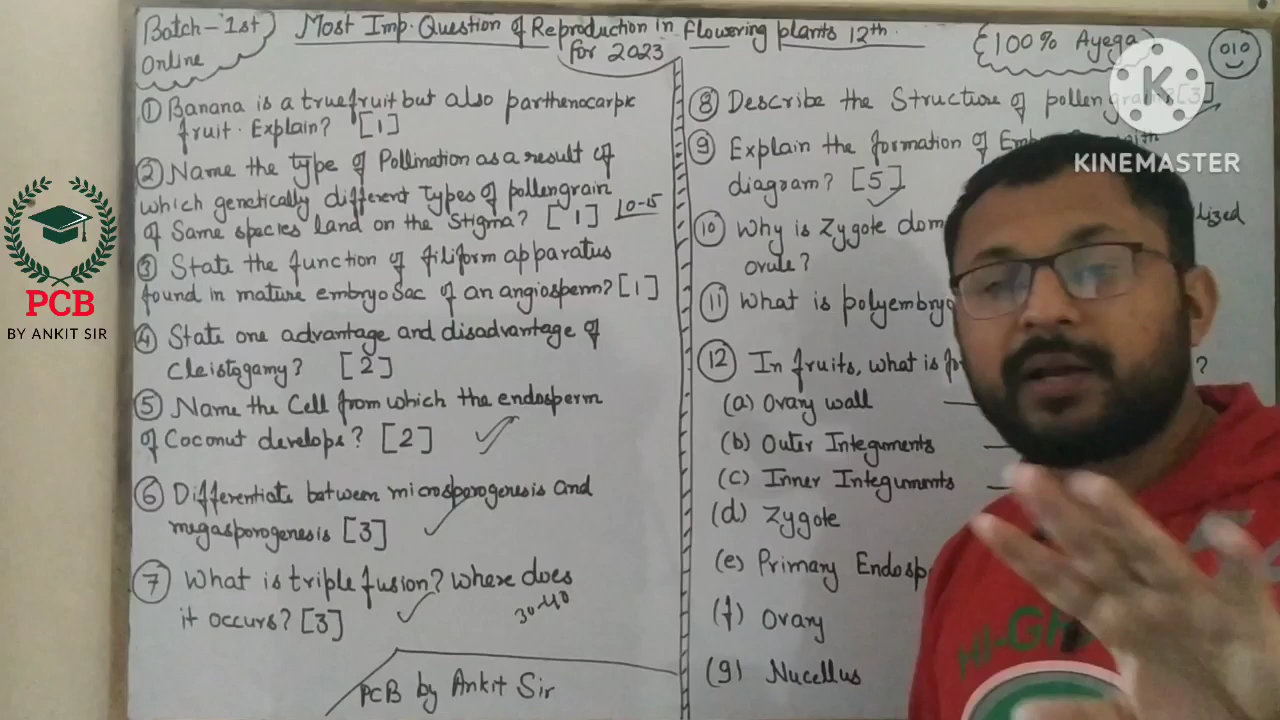 Batch-1st
Online
Most Imp. Question of Reproduction in Flowering plants 12th.
for 2023
{100% Ayega}
010
① Banana is a true fruit but also parthenocarpic
fruit. Explain? [1]
② Name the type of Pollination as a result of
which genetically different types of pollengrain
of Same species land on the Stigma? [1] 10-15
③ State the function of filiform apparatus
found in mature embryo Sac of an angiosperm? [1]
④ State one advantage and disadvantage of
Cleistogamy? [2]
⑤ Name the Cell from which the endosperm
of Coconut develops? [2]
⑥ Differentiate between microsporogenesis and
megasporogenesis [3]
⑦ What is triple fusion? Where does
it occurs? [3]
30-40
PCB by Ankit Sir
⑧ Describe the Structure of pollengrain? [3]
⑨ Explain the formation of with
diagram? [5]
⑩ Why is Zygote
ovule?
⑪ What is
⑫ In fruits, what is ?
(a) Ovary wall
(b) Outer Integuments
(c) Inner Integuments
(d) Zygote
(e) Primary
(f) Ovary
(g) Nucellus
PCB
BY ANKIT SIR
K
KINEMASTER
HI-G